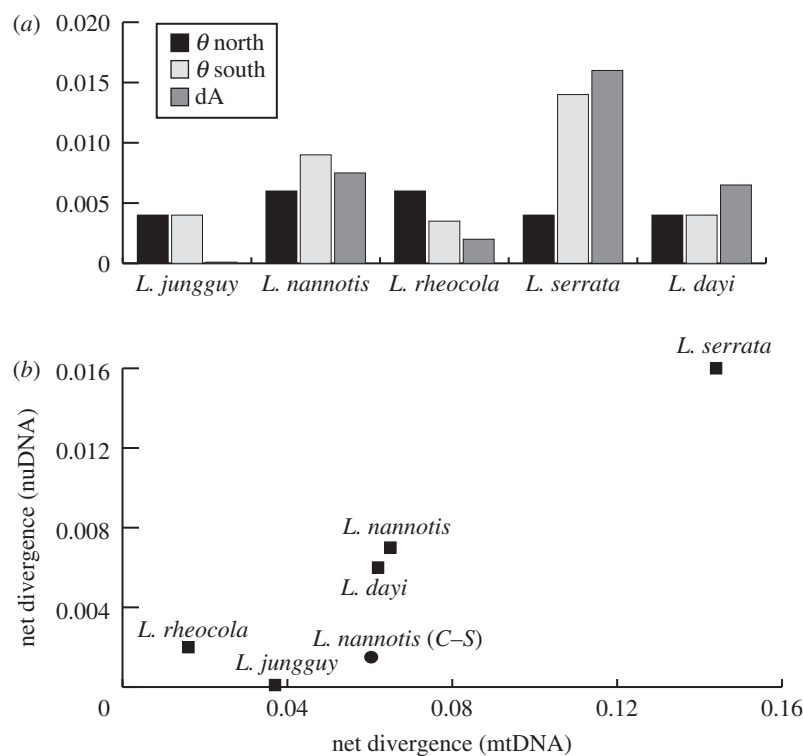 (a)
0.020
0.015
0.010
0.005
0
θ north
θ south
dA
L. jungguy L. nannotis L. rheocola L. serrata L. dayi
(b)
net divergence (nuDNA)
0.016
0.008
0.004
L. serrata
L. nannotis
L. dayi
L. rheocola
L. nannotis (C–S)
L. jungguy
0 0.04 0.08 0.12 0.16
net divergence (mtDNA)